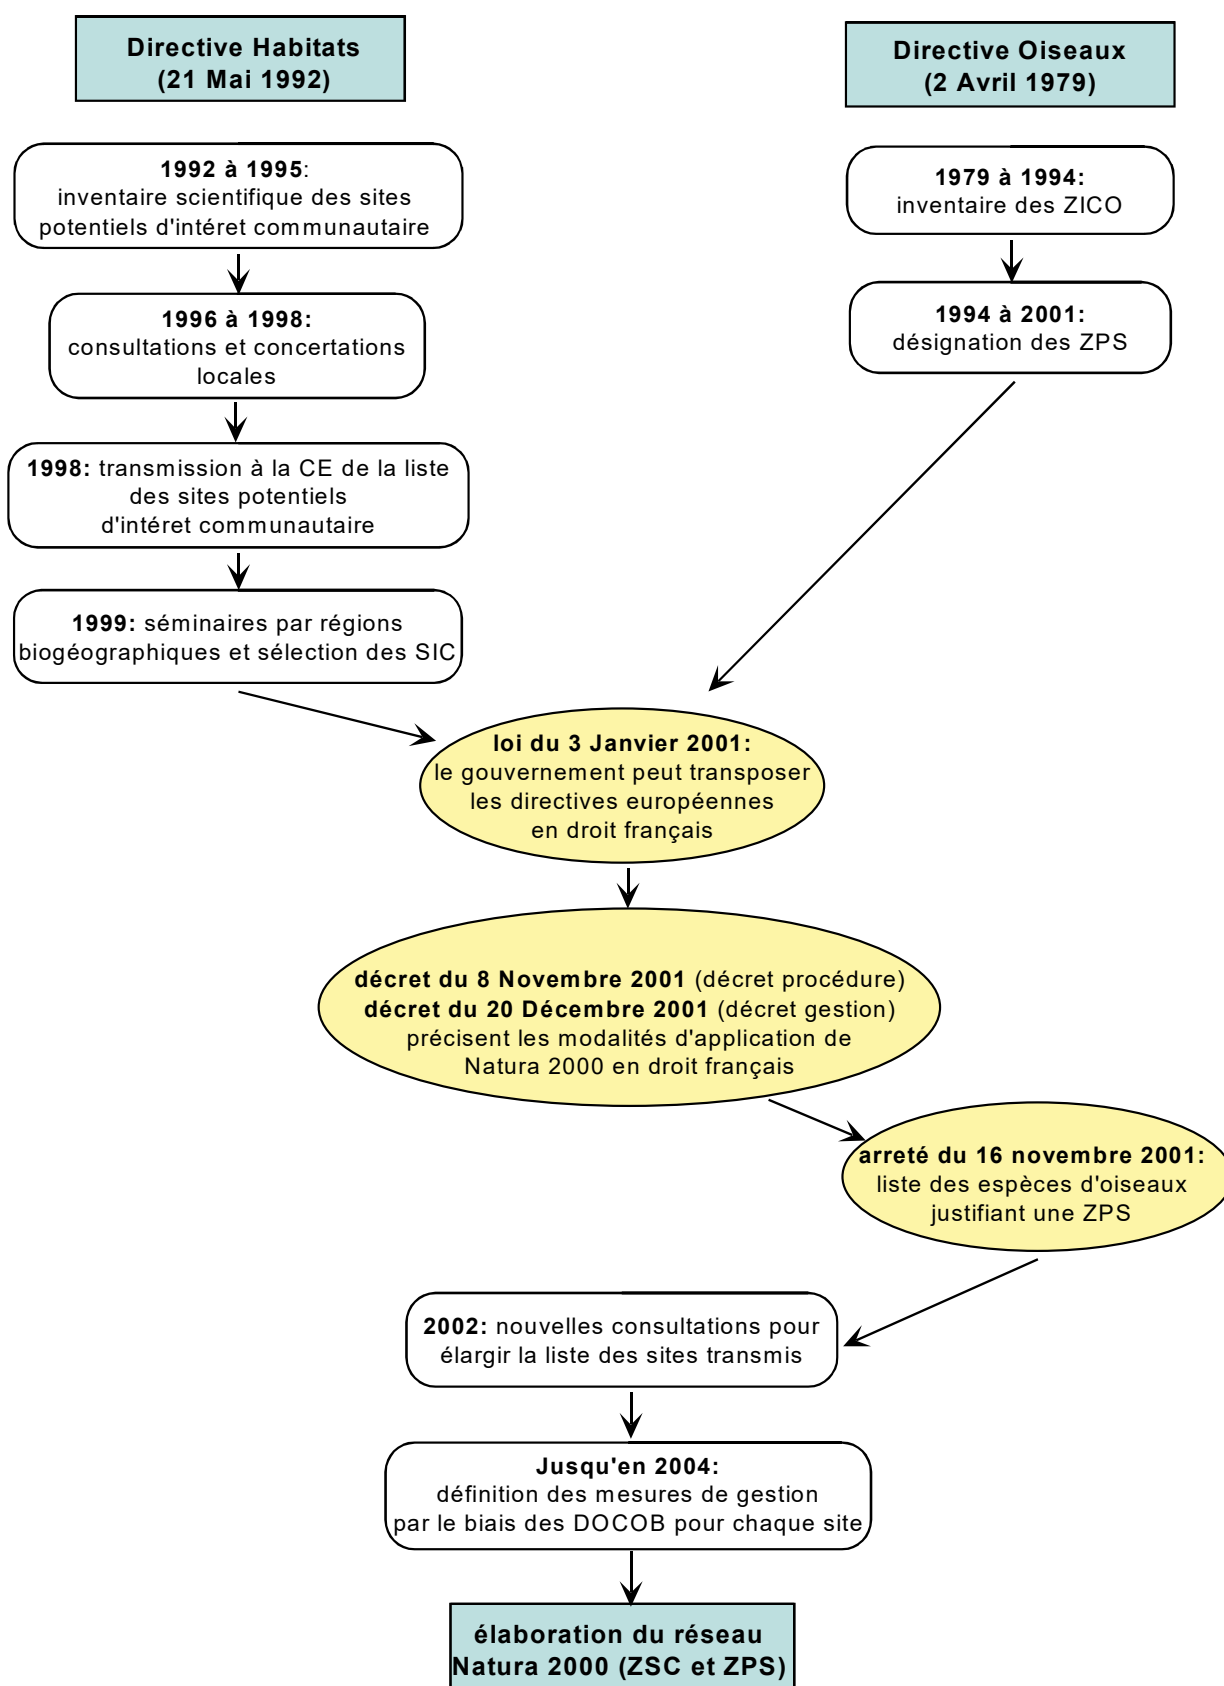 Directive Habitats
(21 Mai 1992)
Directive Oiseaux
(2 Avril 1979)
1992 à 1995:
inventaire scientifique des sites
potentiels d'intéret communautaire
1979 à 1994:
inventaire des ZICO
1996 à 1998:
consultations et concertations
locales
1994 à 2001:
désignation des ZPS
1998: transmission à la CE de la liste
des sites potentiels
d'intéret communautaire
1999: séminaires par régions
biogéographiques et sélection des SIC
loi du 3 Janvier 2001:
le gouvernement peut transposer
les directives européennes
en droit français
décret du 8 Novembre 2001 (décret procédure)
décret du 20 Décembre 2001 (décret gestion)
précisent les modalités d'application de
Natura 2000 en droit français
arreté du 16 novembre 2001:
liste des espèces d'oiseaux
justifiant une ZPS
2002: nouvelles consultations pour
élargir la liste des sites transmis
Jusqu'en 2004:
définition des mesures de gestion
par le biais des DOCOB pour chaque site
élaboration du réseau
Natura 2000 (ZSC et ZPS)